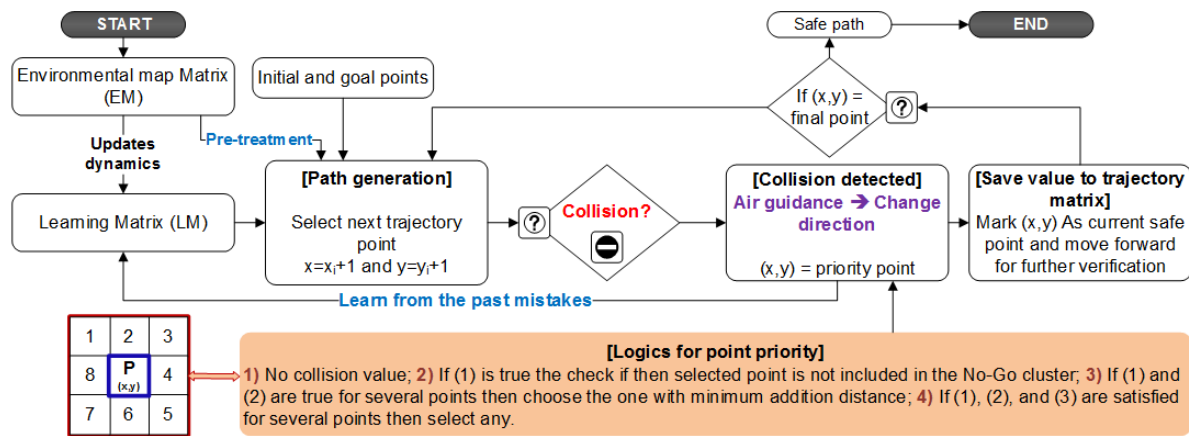 START
Environmental map Matrix
(EM)
Initial and goal points
Safe path
END
If (x,y) =
final point
?
Updates
dynamics
Pre-treatment
Learning Matrix (LM)
[Path generation]
Select next trajectory
point
x=xᵢ+1 and y=yᵢ+1
?
Collision?
[Collision detected]
Air guidance ➔ Change
direction
(x,y) = priority point
[Save value to trajectory
matrix]
Mark (x,y) As current safe
point and move forward
for further verification
Learn from the past mistakes
1 2 3
8 P 4
(x,y)
7 6 5
[Logics for point priority]
1) No collision value; 2) If (1) is true the check if then selected point is not included in the No-Go cluster; 3) If (1) and
(2) are true for several points then choose the one with minimum addition distance; 4) If (1), (2), and (3) are satisfied
for several points then select any.